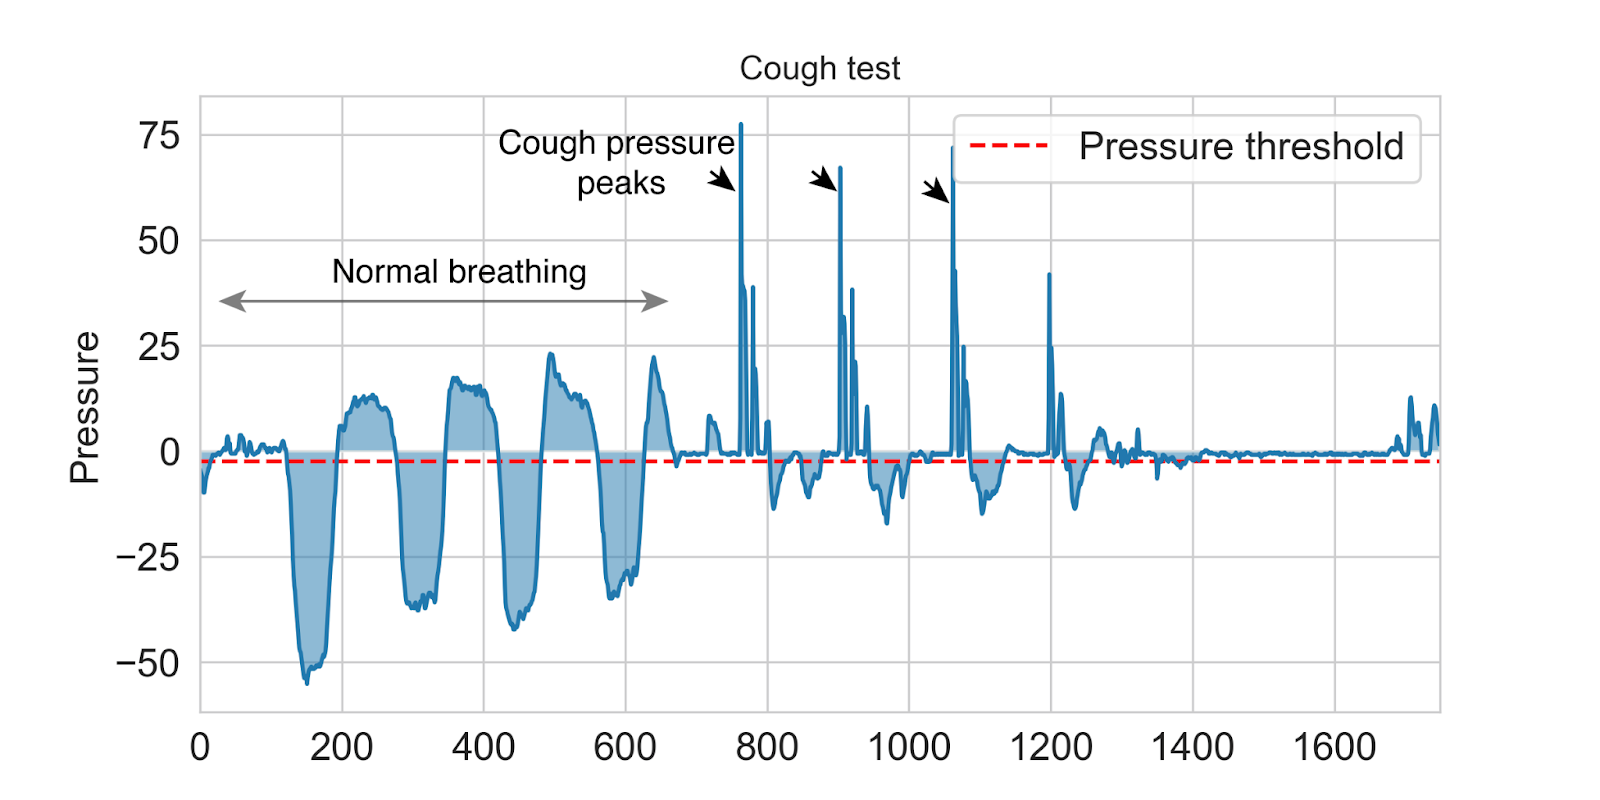 Cough test
75
50
25
0
−25
−50
Pressure
Cough pressure
peaks
Normal breathing
Pressure threshold
0 200 400 600 800 1000 1200 1400 1600